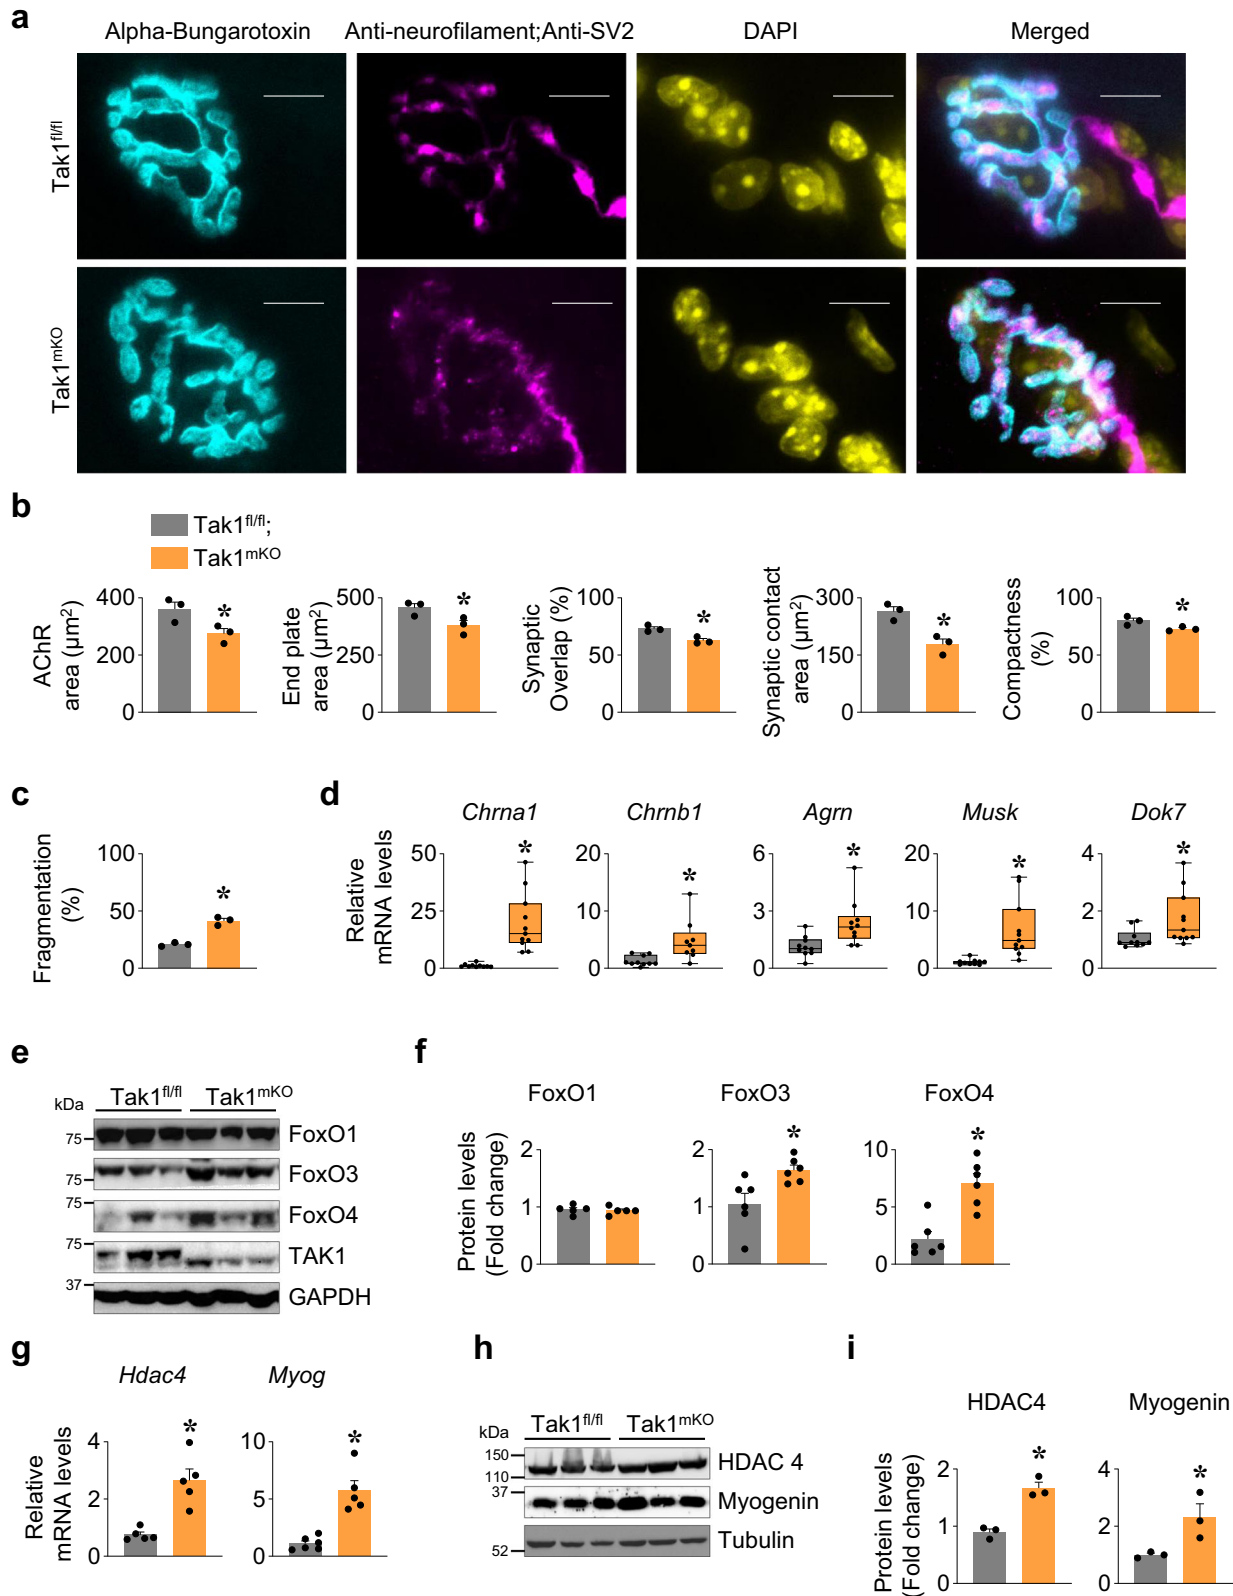 a
Alpha-Bungarotoxin Anti-neurofilament;Anti-SV2 DAPI Merged
Tak1fl/fl
Tak1mKO
b
Tak1fl/fl;
Tak1mKO
AChR area (µm2)
400
200
0
*
End plate area (µm2)
500
250
0
*
Synaptic Overlap (%)
100
50
0
*
Synaptic contact area (µm2)
300
150
0
*
Compactness (%)
100
50
0
*
c
Fragmentation (%)
100
50
0
*
d
Relative mRNA levels
Chrna1
50
25
0
*
Chrnb1
20
10
0
*
Agrn
6
3
0
*
Musk
20
10
0
*
Dok7
4
2
0
*
e
kDa Tak1fl/fl Tak1mKO
75 FoxO1
75 FoxO3
75 FoxO4
75 TAK1
37 GAPDH
f
Protein levels (Fold change)
FoxO1
2
1
0
FoxO3
2
1
0
*
FoxO4
10
5
0
*
g
Relative mRNA levels
Hdac4
4
2
0
*
Myog
10
5
0
*
h
kDa Tak1fl/fl Tak1mKO
150
110 HDAC 4
37 Myogenin
52 Tubulin
i
Protein levels (Fold change)
HDAC4
2
1
0
*
Myogenin
4
2
0
*